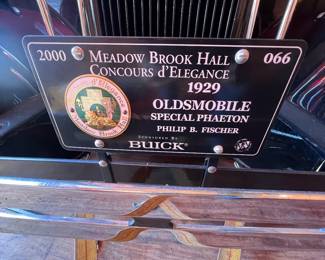 2000 MEADOW BROOK HALL 066
CONCOURS d'ELEGANCE
1929
OLDSMOBILE
SPECIAL PHAETON
PHILIP B. FISCHER
SPONSORED BY
BUICK